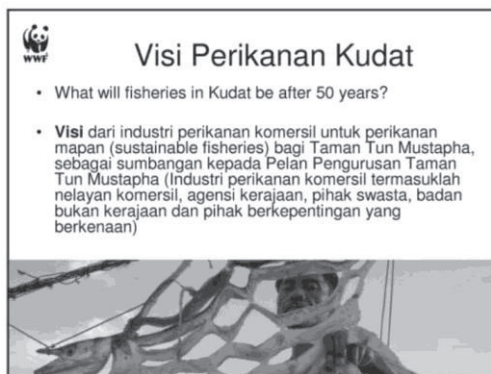 WWF
Visi Perikanan Kudat
• What will fisheries in Kudat be after 50 years?
• Visi dari industri perikanan komersil untuk perikanan
mapan (sustainable fisheries) bagi Taman Tun Mustapha,
sebagai sumbangan kepada Pelan Pengurusan Taman
Tun Mustapha (Industri perikanan komersil termasuklah
nelayan komersil, agensi kerajaan, pihak swasta, badan
bukan kerajaan dan pihak berkepentingan yang
berkenaan)